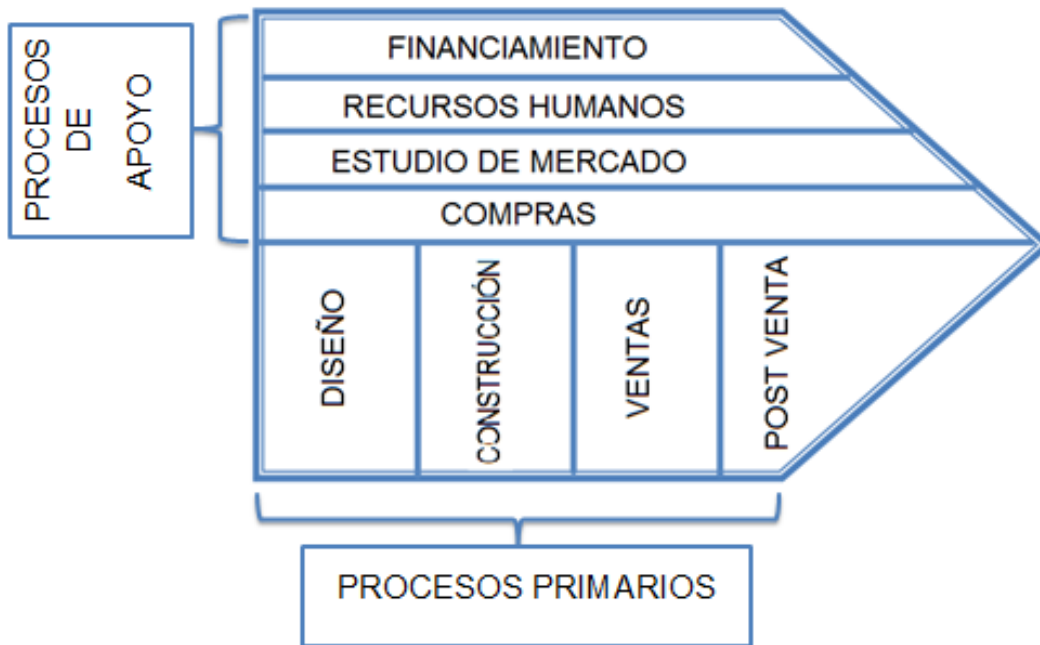 PROCESOS
DE
APOYO
FINANCIAMIENTO
RECURSOS HUMANOS
ESTUDIO DE MERCADO
COMPRAS
DISEÑO
CONSTRUCCIÓN
VENTAS
POST VENTA
PROCESOS PRIMARIOS